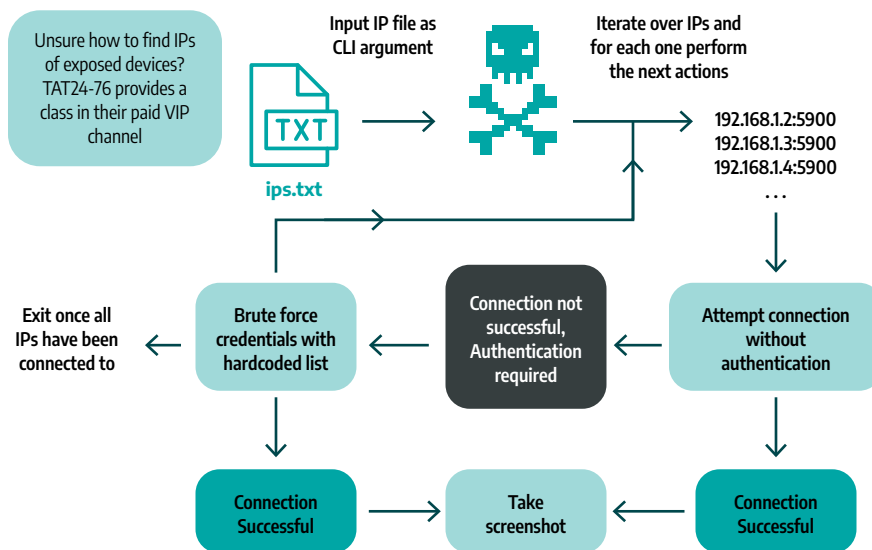 Unsure how to find IPs
of exposed devices?
TAT24-76 provides a
class in their paid VIP
channel
Input IP file as
CLI argument
Iterate over IPs and
for each one perform
the next actions
TXT
ips.txt
192.168.1.2:5900
192.168.1.3:5900
192.168.1.4:5900
...
Exit once all
IPs have been
connected to
Brute force
credentials with
hardcoded list
Connection not
successful,
Authentication
required
Attempt connection
without
authentication
Connection
Successful
Take
screenshot
Connection
Successful